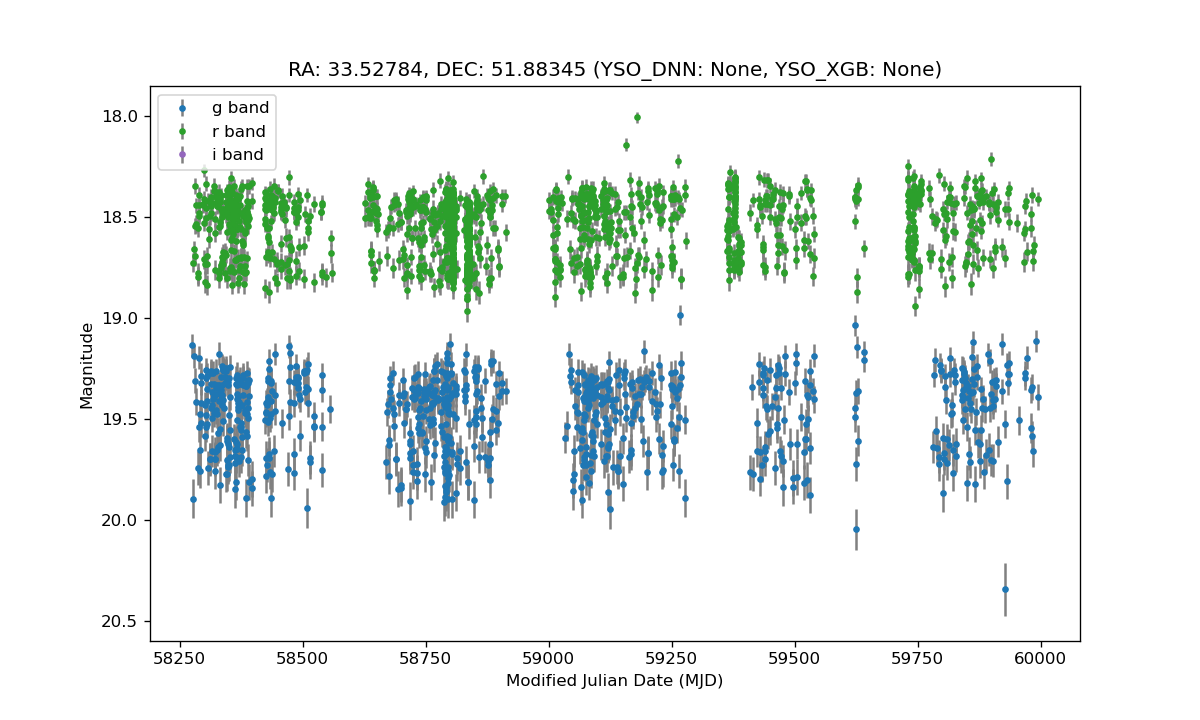 RA: 33.52784, DEC: 51.88345 (YSO_DNN: None, YSO_XGB: None)
g band
r band
i band
18.0
18.5
19.0
19.5
20.0
20.5
Magnitude
58250 58500 58750 59000 59250 59500 59750 60000
Modified Julian Date (MJD)